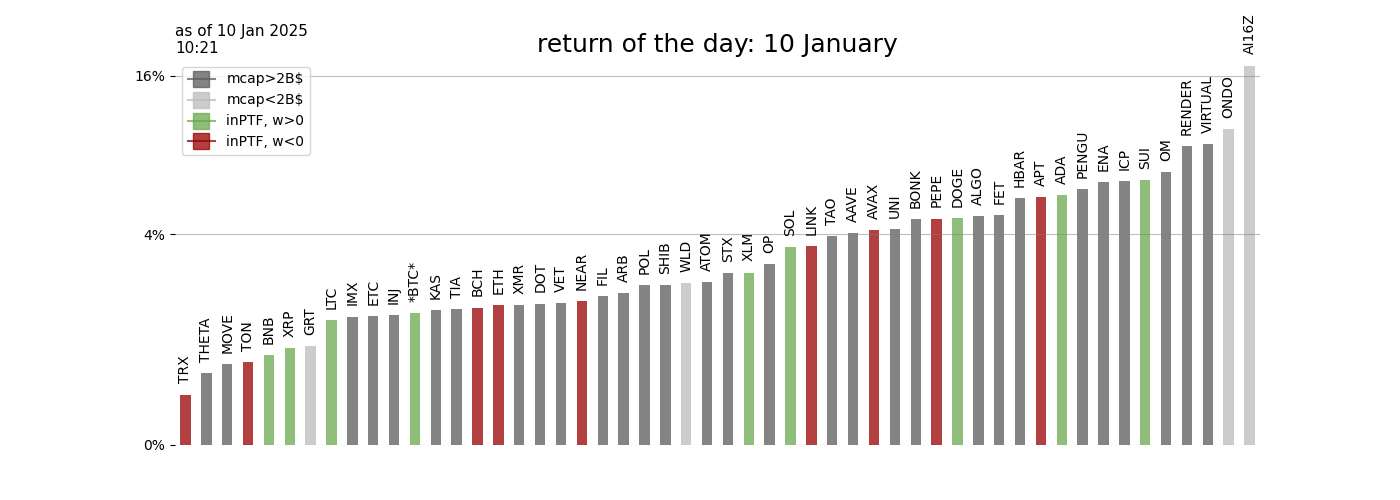 as of 10 Jan 2025
10:21
return of the day: 10 January
mcap>2B$
mcap<2B$
inPTF, w>0
inPTF, w<0
16%
4%
0%
TRX
THETA
MOVE
TON
BNB
XRP
GRT
LTC
IMX
ETC
INJ
*BTC*
KAS
TIA
BCH
ETH
XMR
DOT
VET
NEAR
FIL
ARB
POL
SHIB
WLD
ATOM
STX
XLM
OP
SOL
LINK
TAO
AAVE
AVAX
UNI
BONK
PEPE
DOGE
ALGO
FET
HBAR
APT
ADA
PENGU
ENA
ICP
SUI
OM
RENDER
VIRTUAL
ONDO
AI16Z